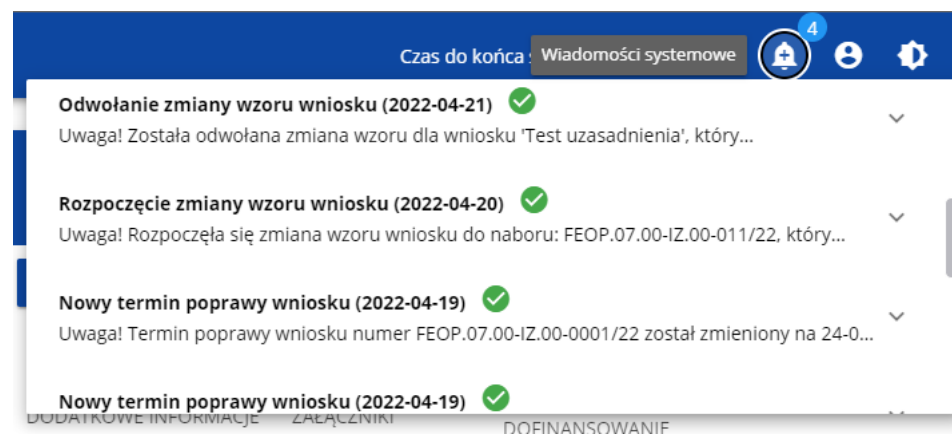 4
Czas do końca
Wiadomości systemowe
Odwołanie zmiany wzoru wniosku (2022-04-21)
Uwaga! Została odwołana zmiana wzoru dla wniosku 'Test uzasadnienia', który...
Rozpoczęcie zmiany wzoru wniosku (2022-04-20)
Uwaga! Rozpoczęła się zmiana wzoru wniosku do naboru: FEOP.07.00-IZ.00-011/22, który...
Nowy termin poprawy wniosku (2022-04-19)
Uwaga! Termin poprawy wniosku numer FEOP.07.00-IZ.00-0001/22 został zmieniony na 24-0...
Nowy termin poprawy wniosku (2022-04-19)
DODATKOWE INFORMACJE ZAŁĄCZNIKI
DOFINANSOWANIE